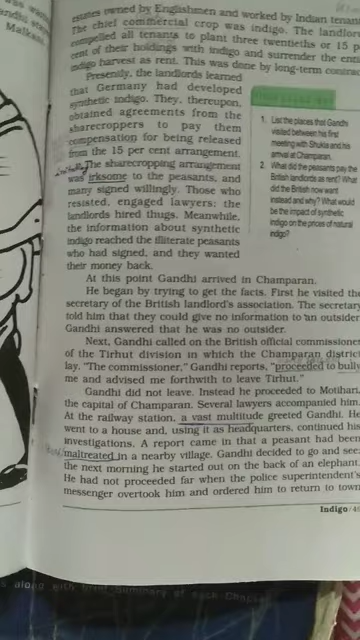 estates owned by Englishmen and worked by Indian tenan
The chief commercial crop was indigo. The landlor
compelled all tenants to plant three twentieths or 15 p
cent of their holdings with indigo and surrender the enti
indigo harvest as rent. This was done by long-term contrac
Presently, the landlords learned
that Germany had developed
synthetic indigo. They, thereupon,
obtained agreements from the
sharecroppers to pay them
compensation for being released
from the 15 per cent arrangement.
The sharecropping arrangement
was irksome to the peasants, and
many signed willingly. Those who
resisted, engaged lawyers; the
landlords hired thugs. Meanwhile,
the information about synthetic
indigo reached the illiterate peasants
who had signed, and they wanted
their money back.
1. List the places that Gandhi
visited between his first
meeting with Shukla and his
arrival at Champaran.
2. What did the peasants pay the
British landlords as rent? What
did the British now want
instead and why? What would
be the impact of synthetic
indigo on the prices of natural
indigo?
At this point Gandhi arrived in Champaran.
He began by trying to get the facts. First he visited the
secretary of the British landlord's association. The secretary
told him that they could give no information to an outsider.
Gandhi answered that he was no outsider.
Next, Gandhi called on the British official commissioner
of the Tirhut division in which the Champaran district
lay. "The commissioner," Gandhi reports, "proceeded to bully
me and advised me forthwith to leave Tirhut."
Gandhi did not leave. Instead he proceeded to Motihari,
the capital of Champaran. Several lawyers accompanied him.
At the railway station, a vast multitude greeted Gandhi. He
went to a house and, using it as headquarters, continued his
investigations. A report came in that a peasant had been
maltreated in a nearby village. Gandhi decided to go and see;
the next morning he started out on the back of an elephant.
He had not proceeded far when the police superintendent's
messenger overtook him and ordered him to return to town
Indigo/49
along with Brief Summary of each Chap